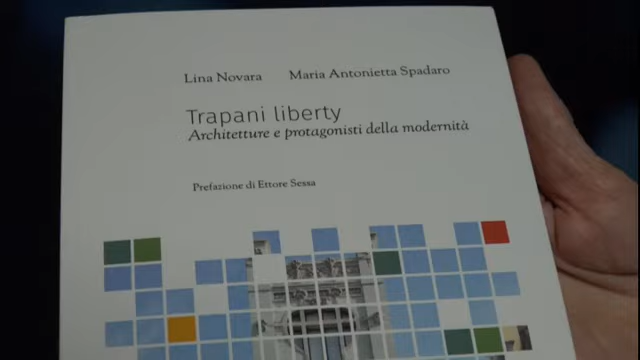 Lina Novara Maria Antonietta Spadaro
Trapani liberty
Architetture e protagonisti della modernità
Prefazione di Ettore Sessa